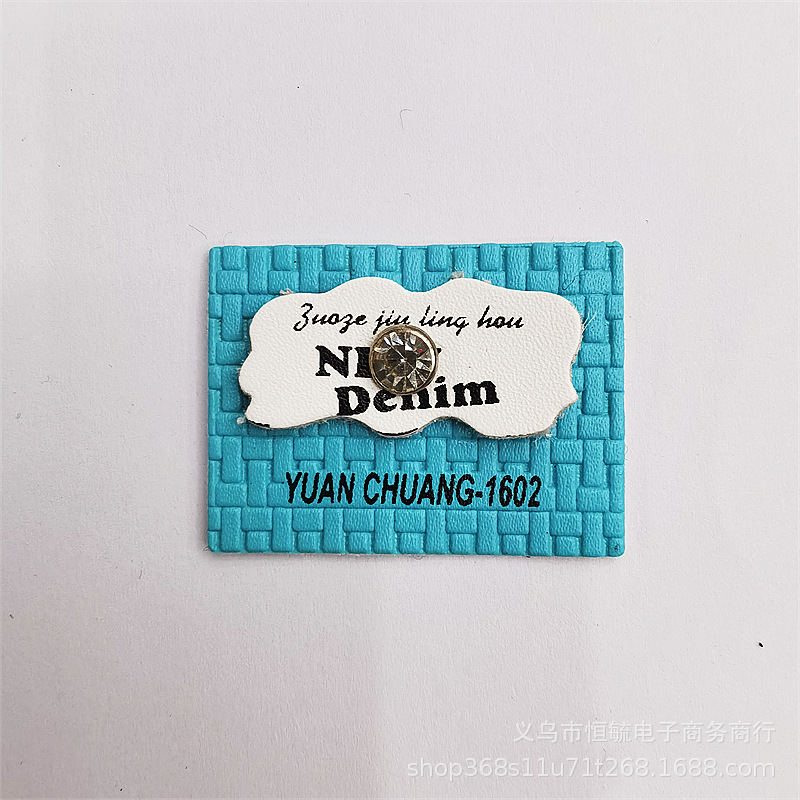 Zuoze jiu ling hou
Denim
YUAN CHUANG-1602
义乌市恒毓电子商务商行
shop368s11u71t268.1688.com